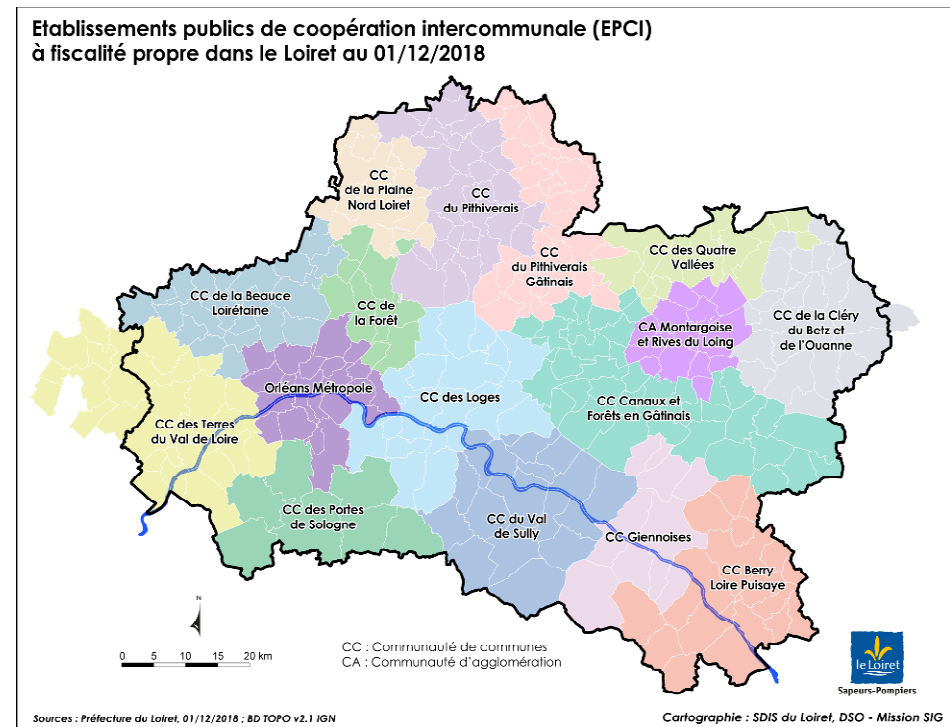 Etablissements publics de coopération intercommunale (EPCI)
à fiscalité propre dans le Loiret au 01/12/2018
CC
de la Plaine
Nord Loiret
CC
du Pithiverais
CC
du Pithiverais
Gâtinais
CC des Quatre
Vallées
CC de la Beauce
Loirétaine
CC de
la Forêt
CA Montargoise
et Rives du Loing
CC de la Cléry
du Betz et
de l'Ouanne
Orléans Métropole
CC des Loges
CC Canaux et
Forêts en Gâtinais
CC des Terres
du Val de Loire
CC des Portes
de Sologne
CC du Val
de Sully
CC Giennoises
CC Berry
Loire Puisaye
N
0 5 10 15 20 km
CC : Communauté de communes
CA : Communauté d'agglomération
le Loiret
Sapeurs-Pompiers
Sources : Préfecture du Loiret, 01/12/2018 ; BD TOPO v2.1 IGN
Cartographie : SDIS du Loiret, DSO - Mission SIG